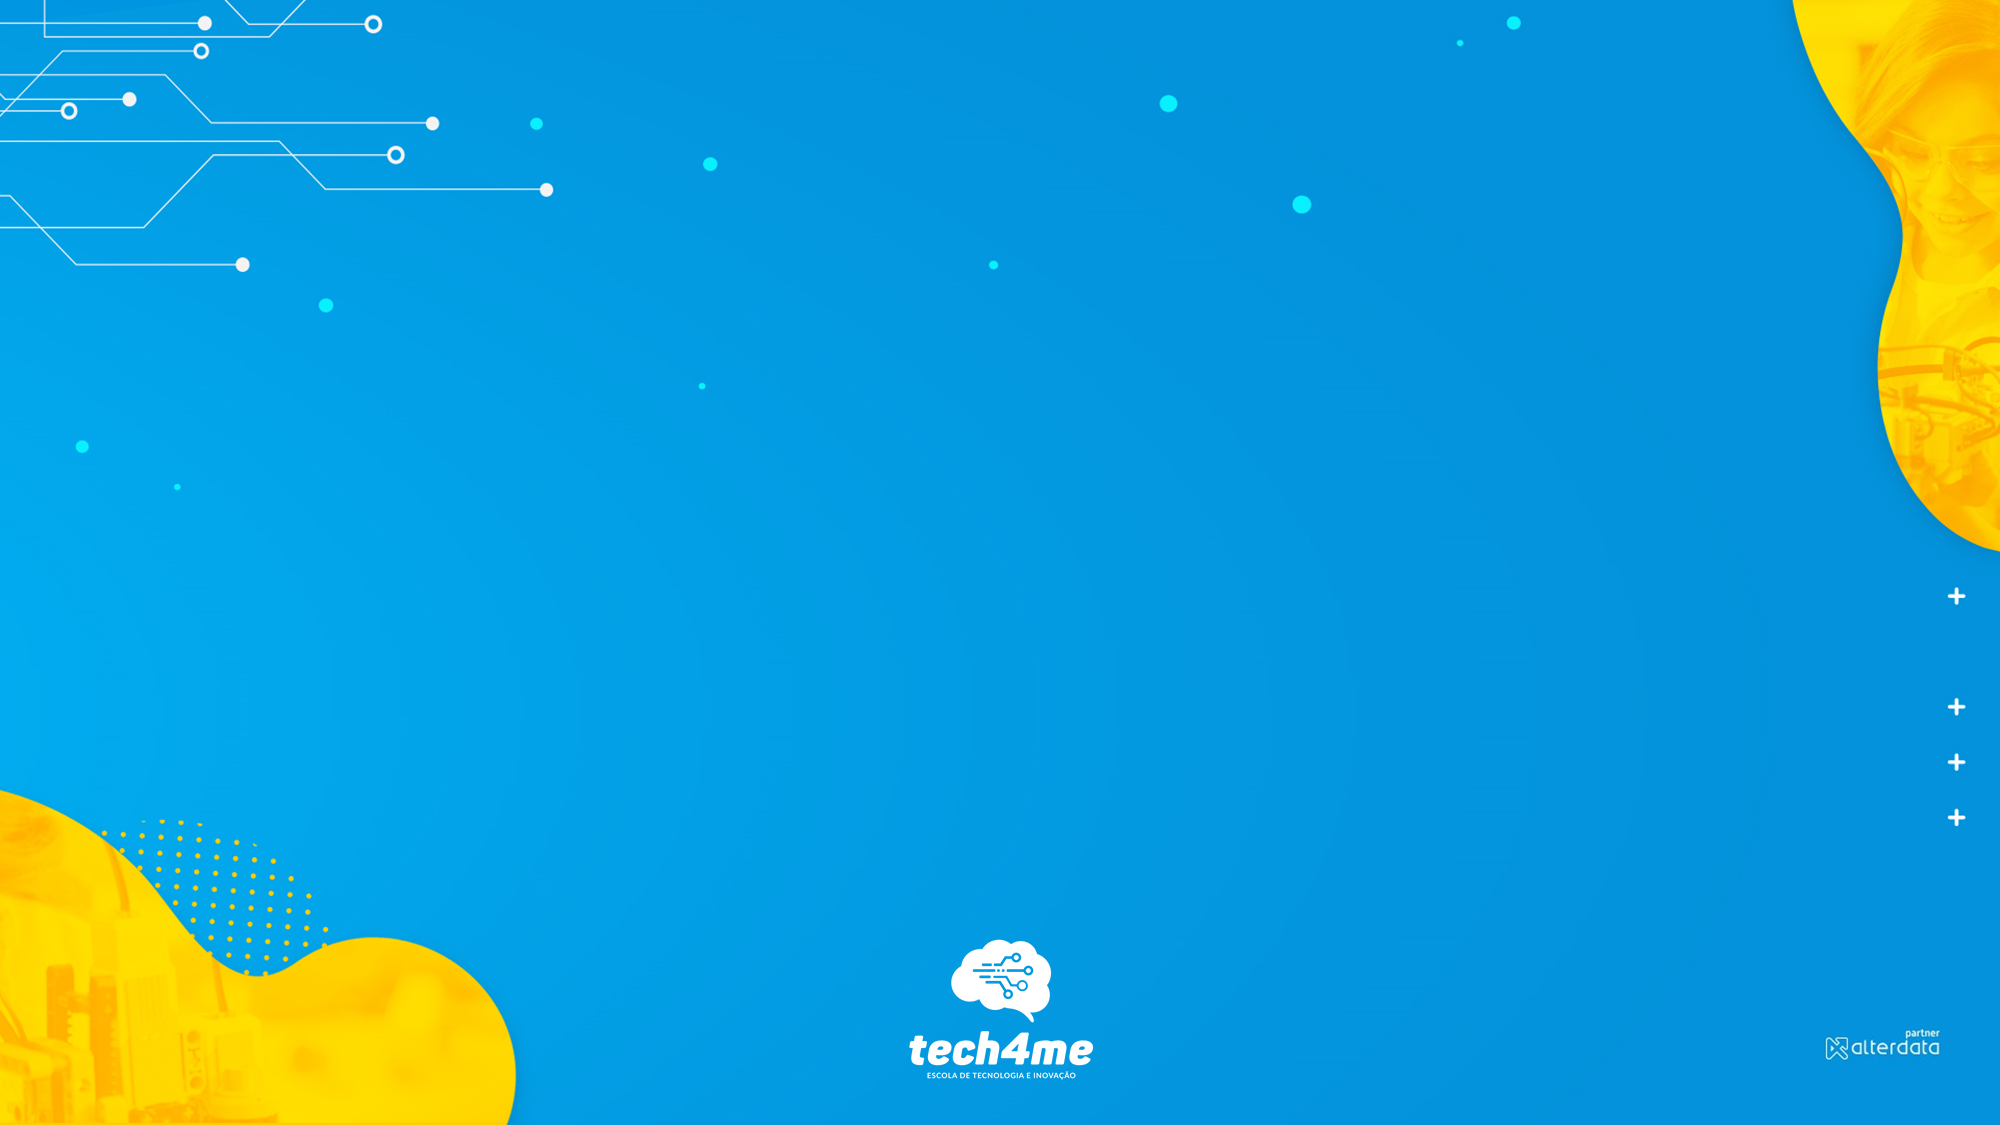 tech4me
ESCOLA DE TECNOLOGIA E INOVAÇÃO
partner
alterdata